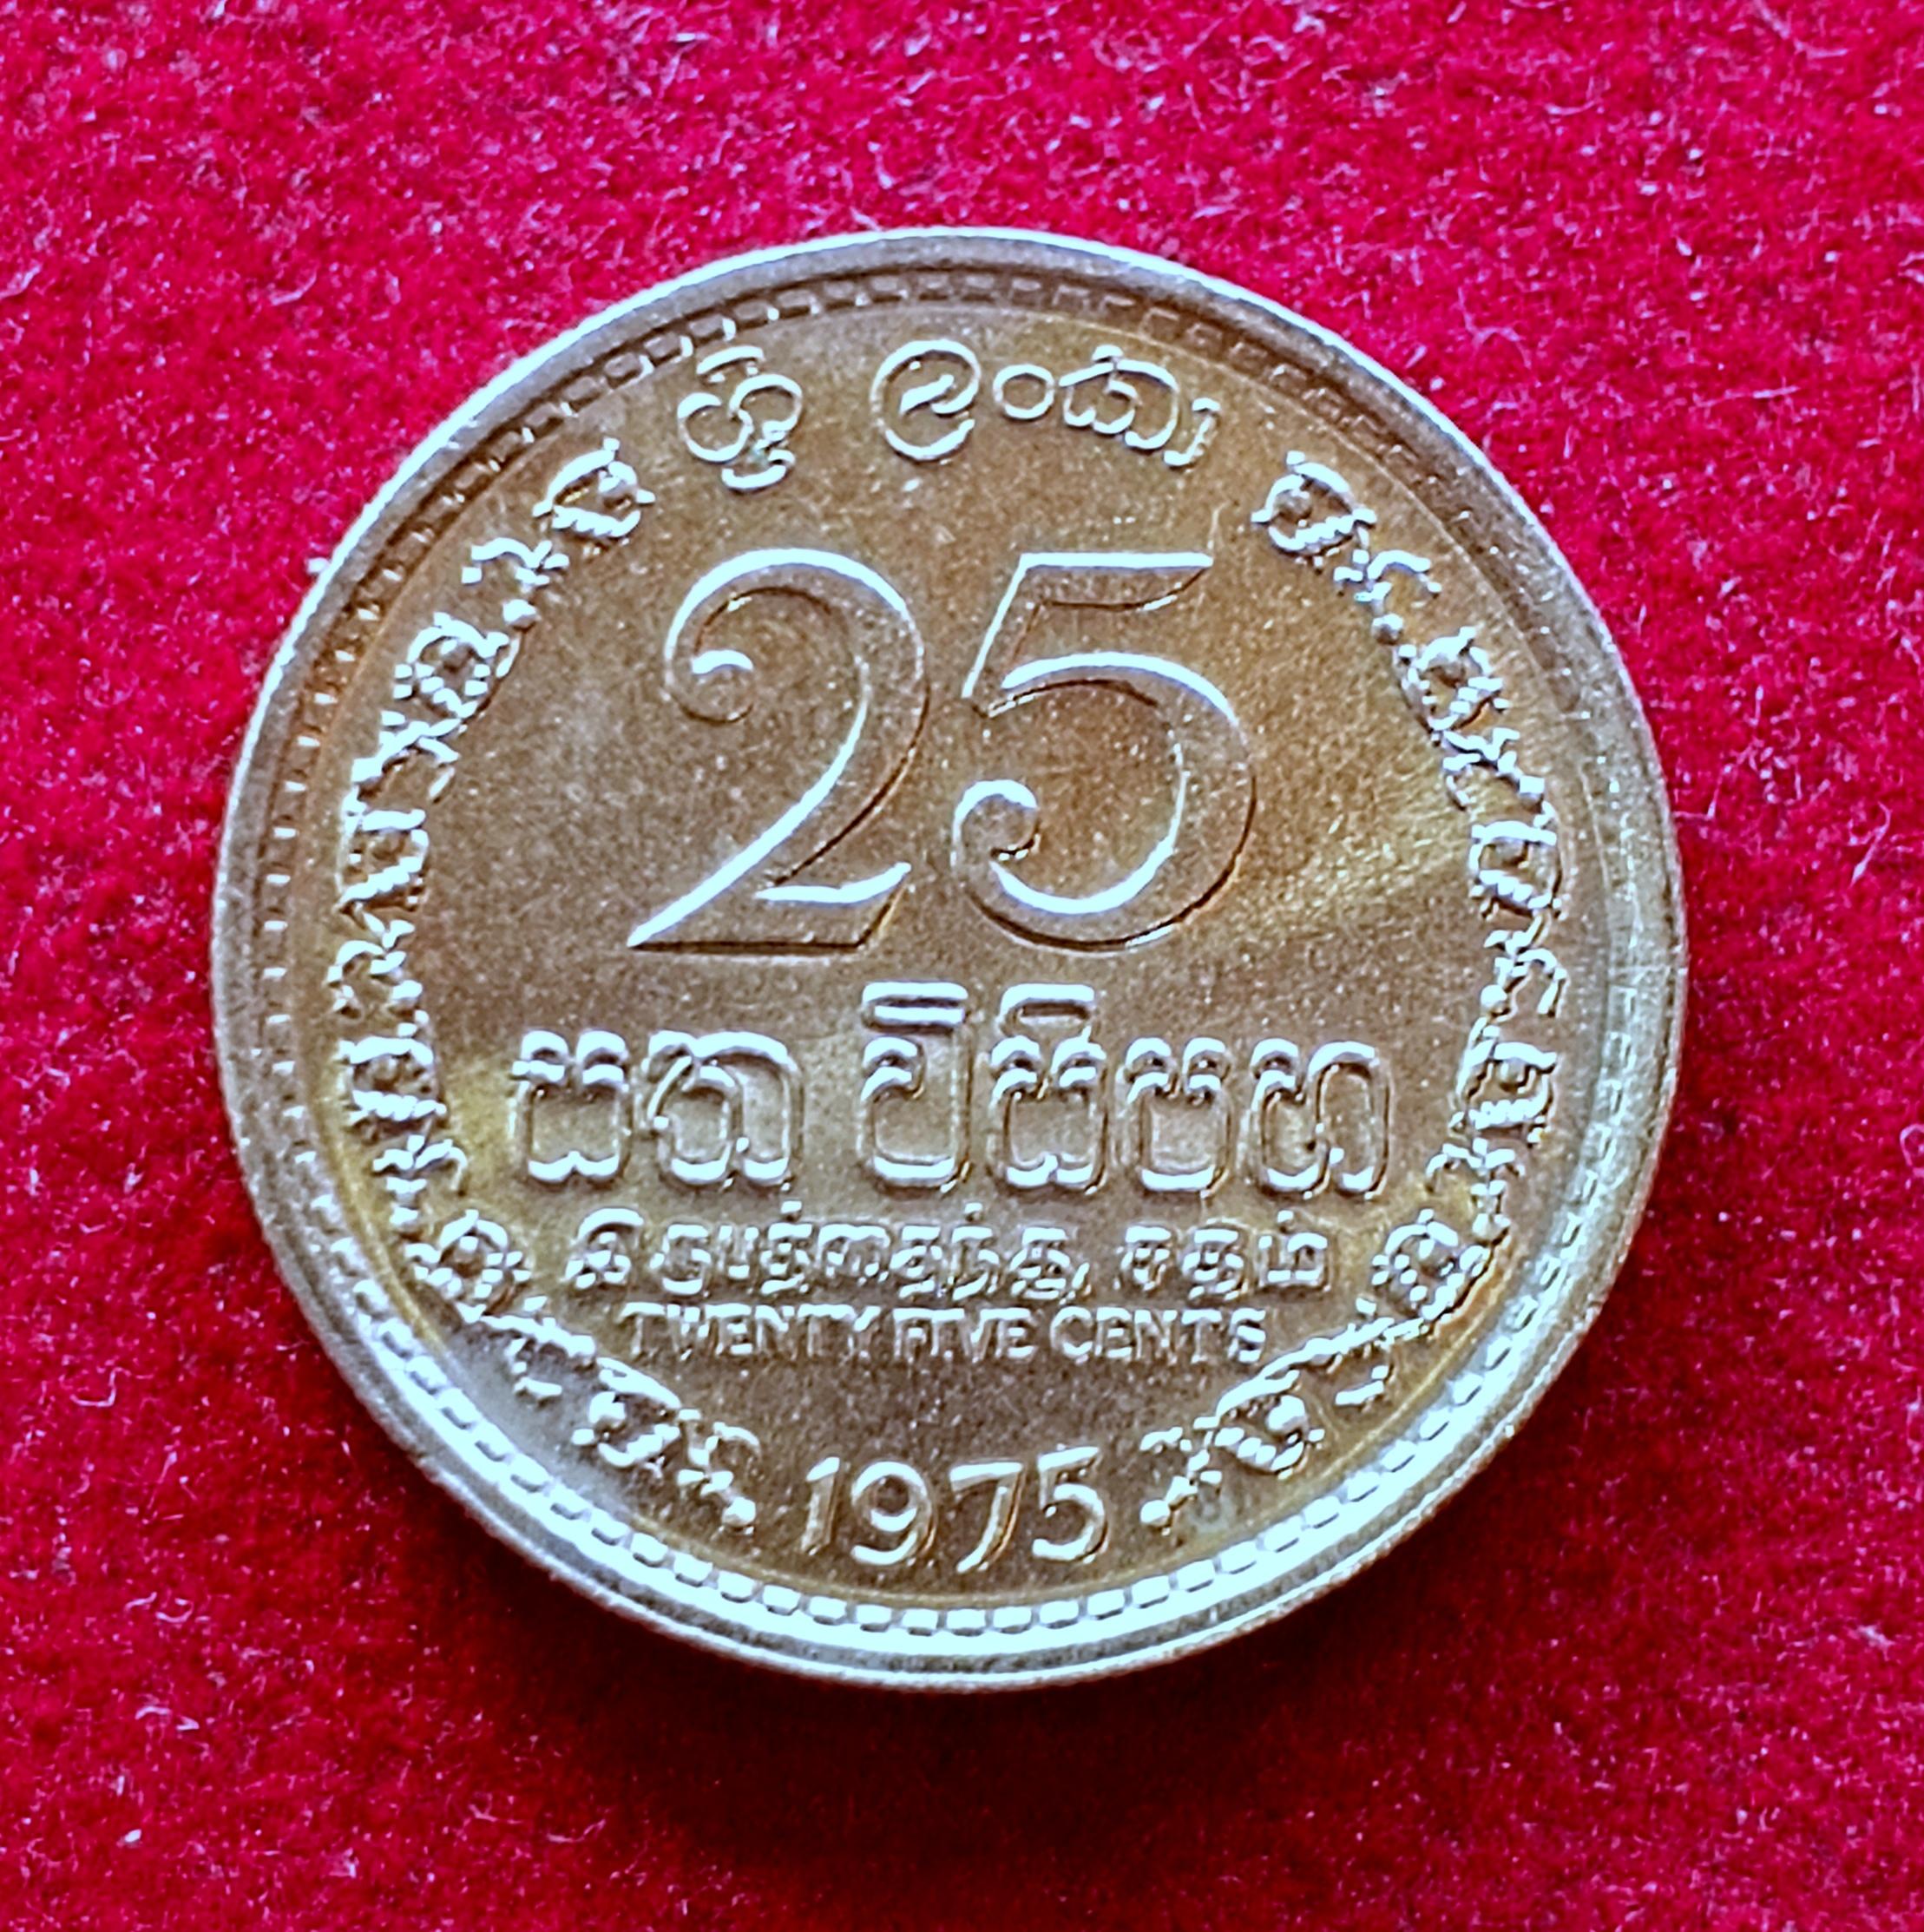 ශ්‍රී ලංකා
25
සත විසිපහ
இருபத்தைந்து சதம்
TWENTY FIVE CENTS
1975